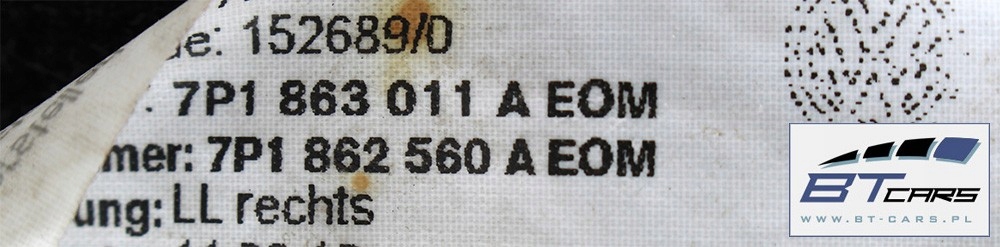 de: 152689/0
7P1 863 011 A EOM
mer: 7P1 862 560 A EOM
ung: LL rechts
BT CARS
WWW.BT-CARS.PL